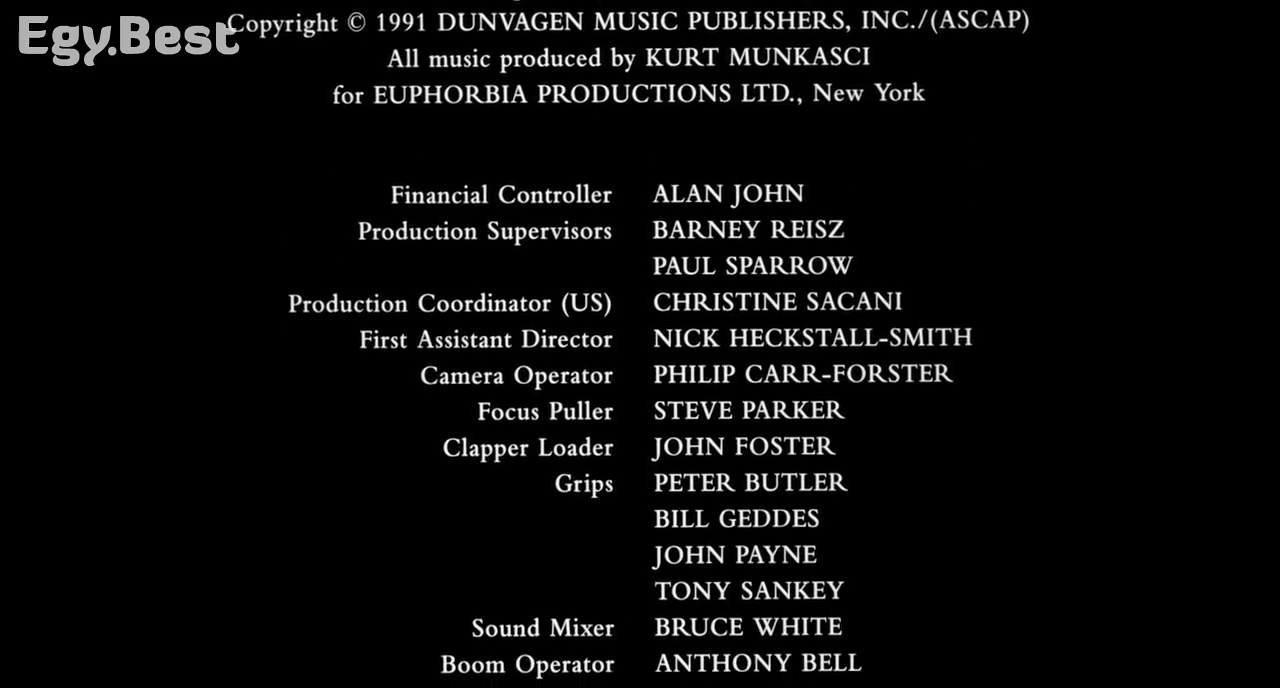 Egy.Best
Copyright © 1991 DUNVAGEN MUSIC PUBLISHERS, INC./(ASCAP)
All music produced by KURT MUNKASCI
for EUPHORBIA PRODUCTIONS LTD., New York
Financial Controller ALAN JOHN
Production Supervisors BARNEY REISZ
PAUL SPARROW
Production Coordinator (US) CHRISTINE SACANI
First Assistant Director NICK HECKSTALL-SMITH
Camera Operator PHILIP CARR-FORSTER
Focus Puller STEVE PARKER
Clapper Loader JOHN FOSTER
Grips PETER BUTLER
BILL GEDDES
JOHN PAYNE
TONY SANKEY
Sound Mixer BRUCE WHITE
Boom Operator ANTHONY BELL